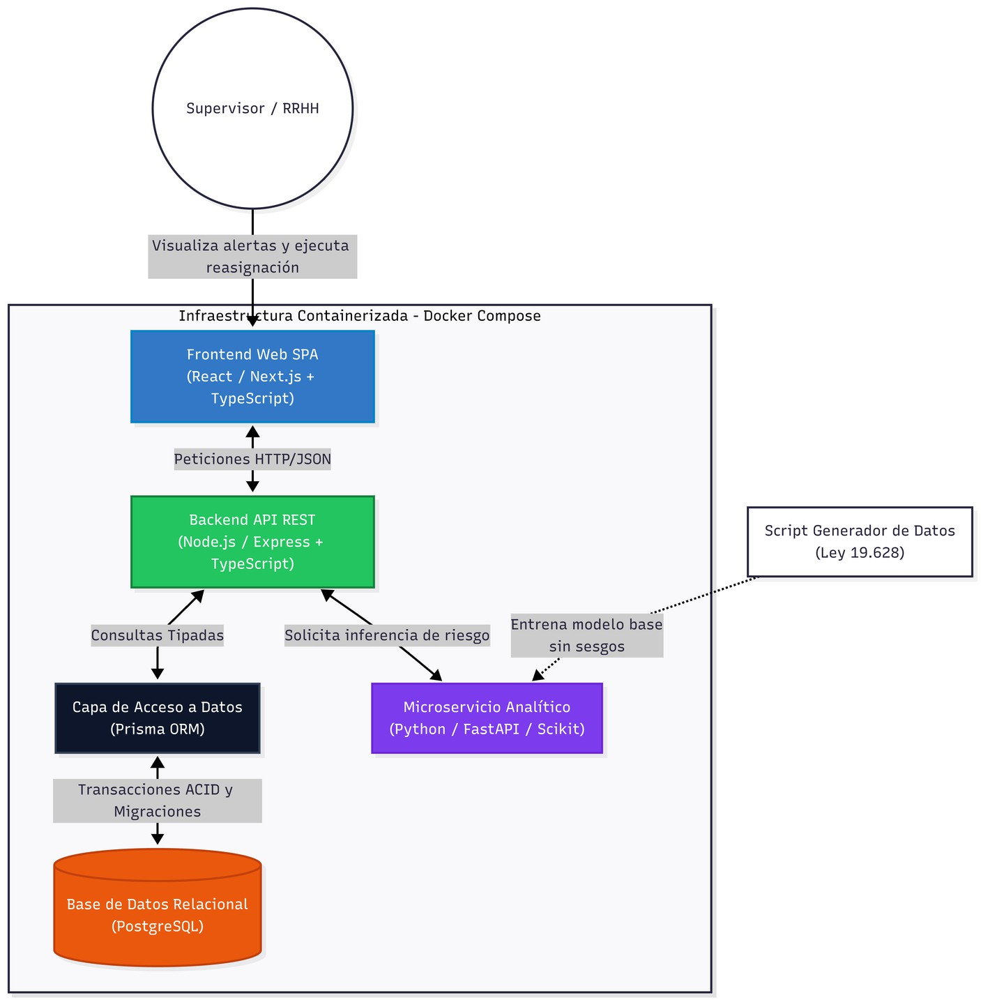 Supervisor / RRHH
Visualiza alertas y ejecuta
reasignación
Infraestructura Containerizada - Docker Compose
Frontend Web SPA
(React / Next.js +
TypeScript)
Peticiones HTTP/JSON
Backend API REST
(Node.js / Express +
TypeScript)
Script Generador de Datos
(Ley 19.628)
Consultas Tipadas
Solicita inferencia de riesgo
Entrena modelo base
sin sesgos
Capa de Acceso a Datos
(Prisma ORM)
Microservicio Analítico
(Python / FastAPI / Scikit)
Transacciones ACID y
Migraciones
Base de Datos Relacional
(PostgreSQL)